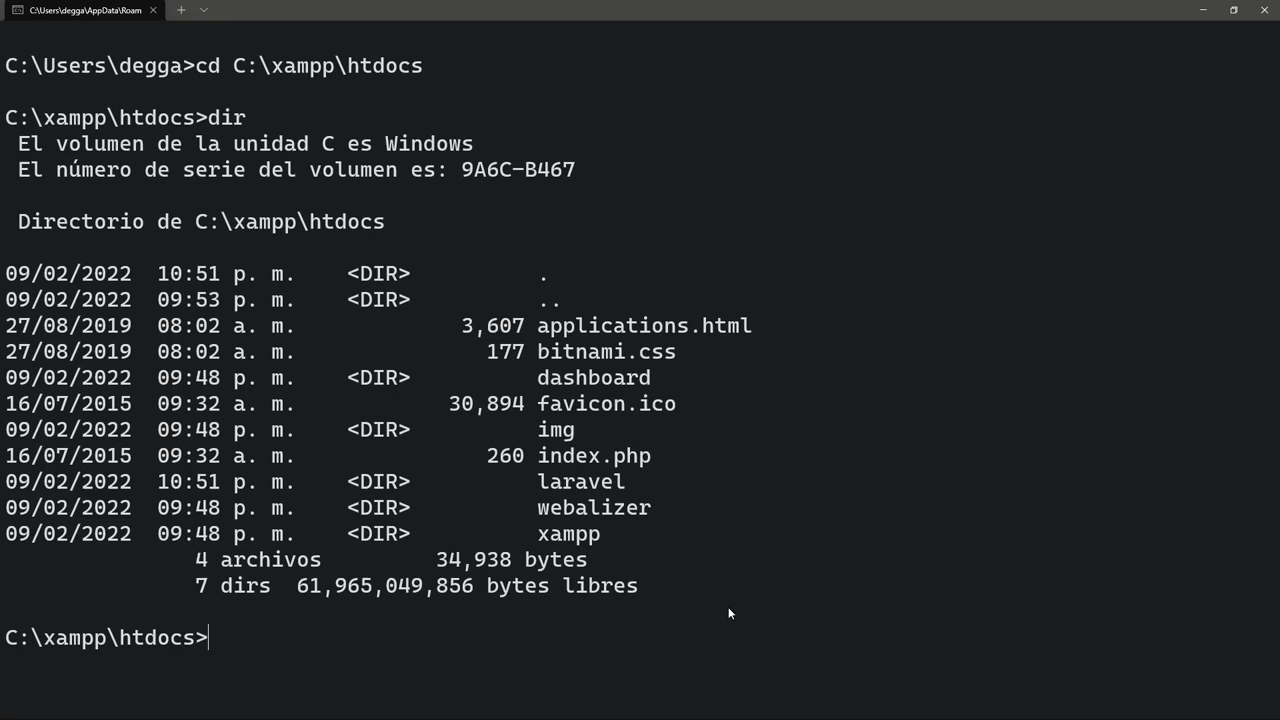 C:\Users\degga\AppData\Roam
C:\Users\degga>cd C:\xampp\htdocs
C:\xampp\htdocs>dir
El volumen de la unidad C es Windows
El número de serie del volumen es: 9A6C-B467
Directorio de C:\xampp\htdocs
09/02/2022  10:51 p. m.    <DIR>          .
09/02/2022  09:53 p. m.    <DIR>          ..
27/08/2019  08:02 a. m.             3,607 applications.html
27/08/2019  08:02 a. m.               177 bitnami.css
09/02/2022  09:48 p. m.    <DIR>          dashboard
16/07/2015  09:32 a. m.            30,894 favicon.ico
09/02/2022  09:48 p. m.    <DIR>          img
16/07/2015  09:32 a. m.               260 index.php
09/02/2022  10:51 p. m.    <DIR>          laravel
09/02/2022  09:48 p. m.    <DIR>          webalizer
09/02/2022  09:48 p. m.    <DIR>          xampp
4 archivos         34,938 bytes
7 dirs  61,965,049,856 bytes libres
C:\xampp\htdocs>